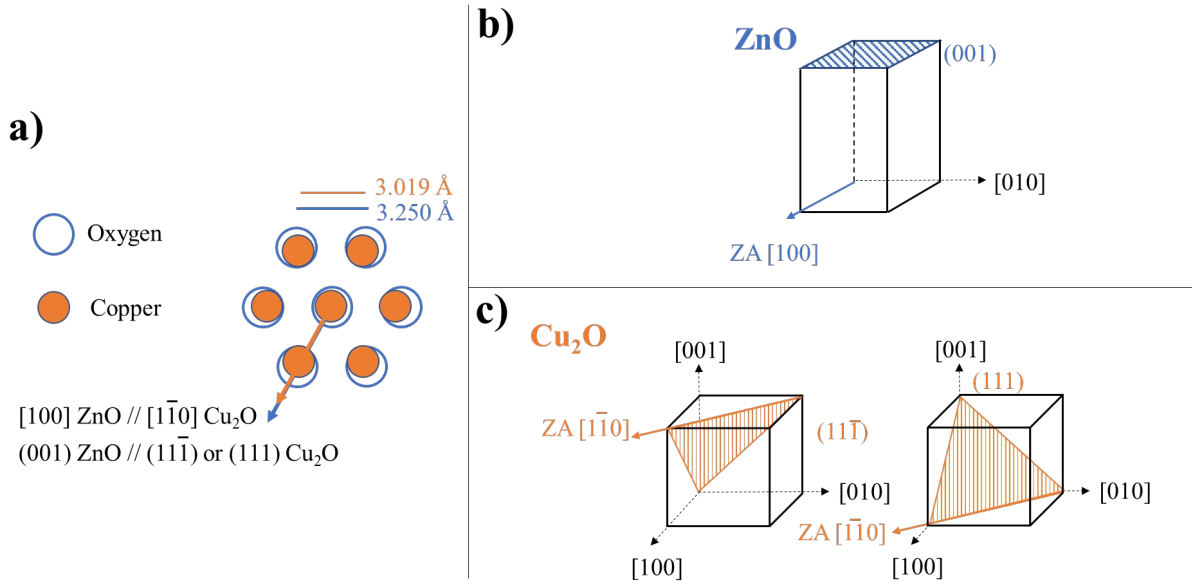 a)
3.019 Å
3.250 Å
Oxygen
Copper
[100] ZnO // [11̅0] Cu₂O
(001) ZnO // (111̅) or (111) Cu₂O
b)
ZnO
(001)
[010]
ZA [100]
c)
Cu₂O
[001]
ZA [11̅0]
(111̅)
[010]
[100]
[001]
(111)
[010]
ZA [11̅0]
[100]